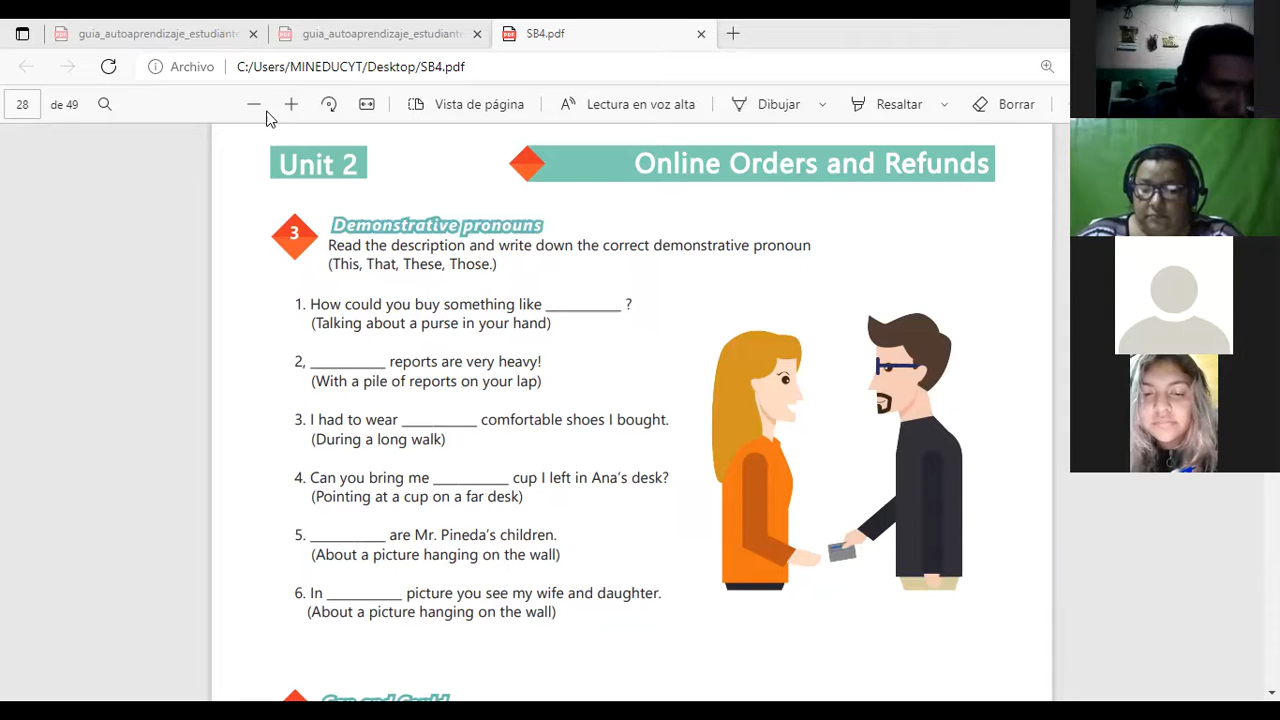 guia_autoaprendizaje_estudiante
guia_autoaprendizaje_estudiante
SB4.pdf
Archivo
C:/Users/MINEDUCYT/Desktop/SB4.pdf
28 de 49
Vista de página
Lectura en voz alta
Dibujar
Resaltar
Borrar
Unit 2
Online Orders and Refunds
3
Demonstrative pronouns
Read the description and write down the correct demonstrative pronoun
(This, That, These, Those.)
1. How could you buy something like __________ ?
(Talking about a purse in your hand)
2, __________ reports are very heavy!
(With a pile of reports on your lap)
3. I had to wear __________ comfortable shoes I bought.
(During a long walk)
4. Can you bring me __________ cup I left in Ana's desk?
(Pointing at a cup on a far desk)
5. __________ are Mr. Pineda's children.
(About a picture hanging on the wall)
6. In __________ picture you see my wife and daughter.
(About a picture hanging on the wall)
Can and Could